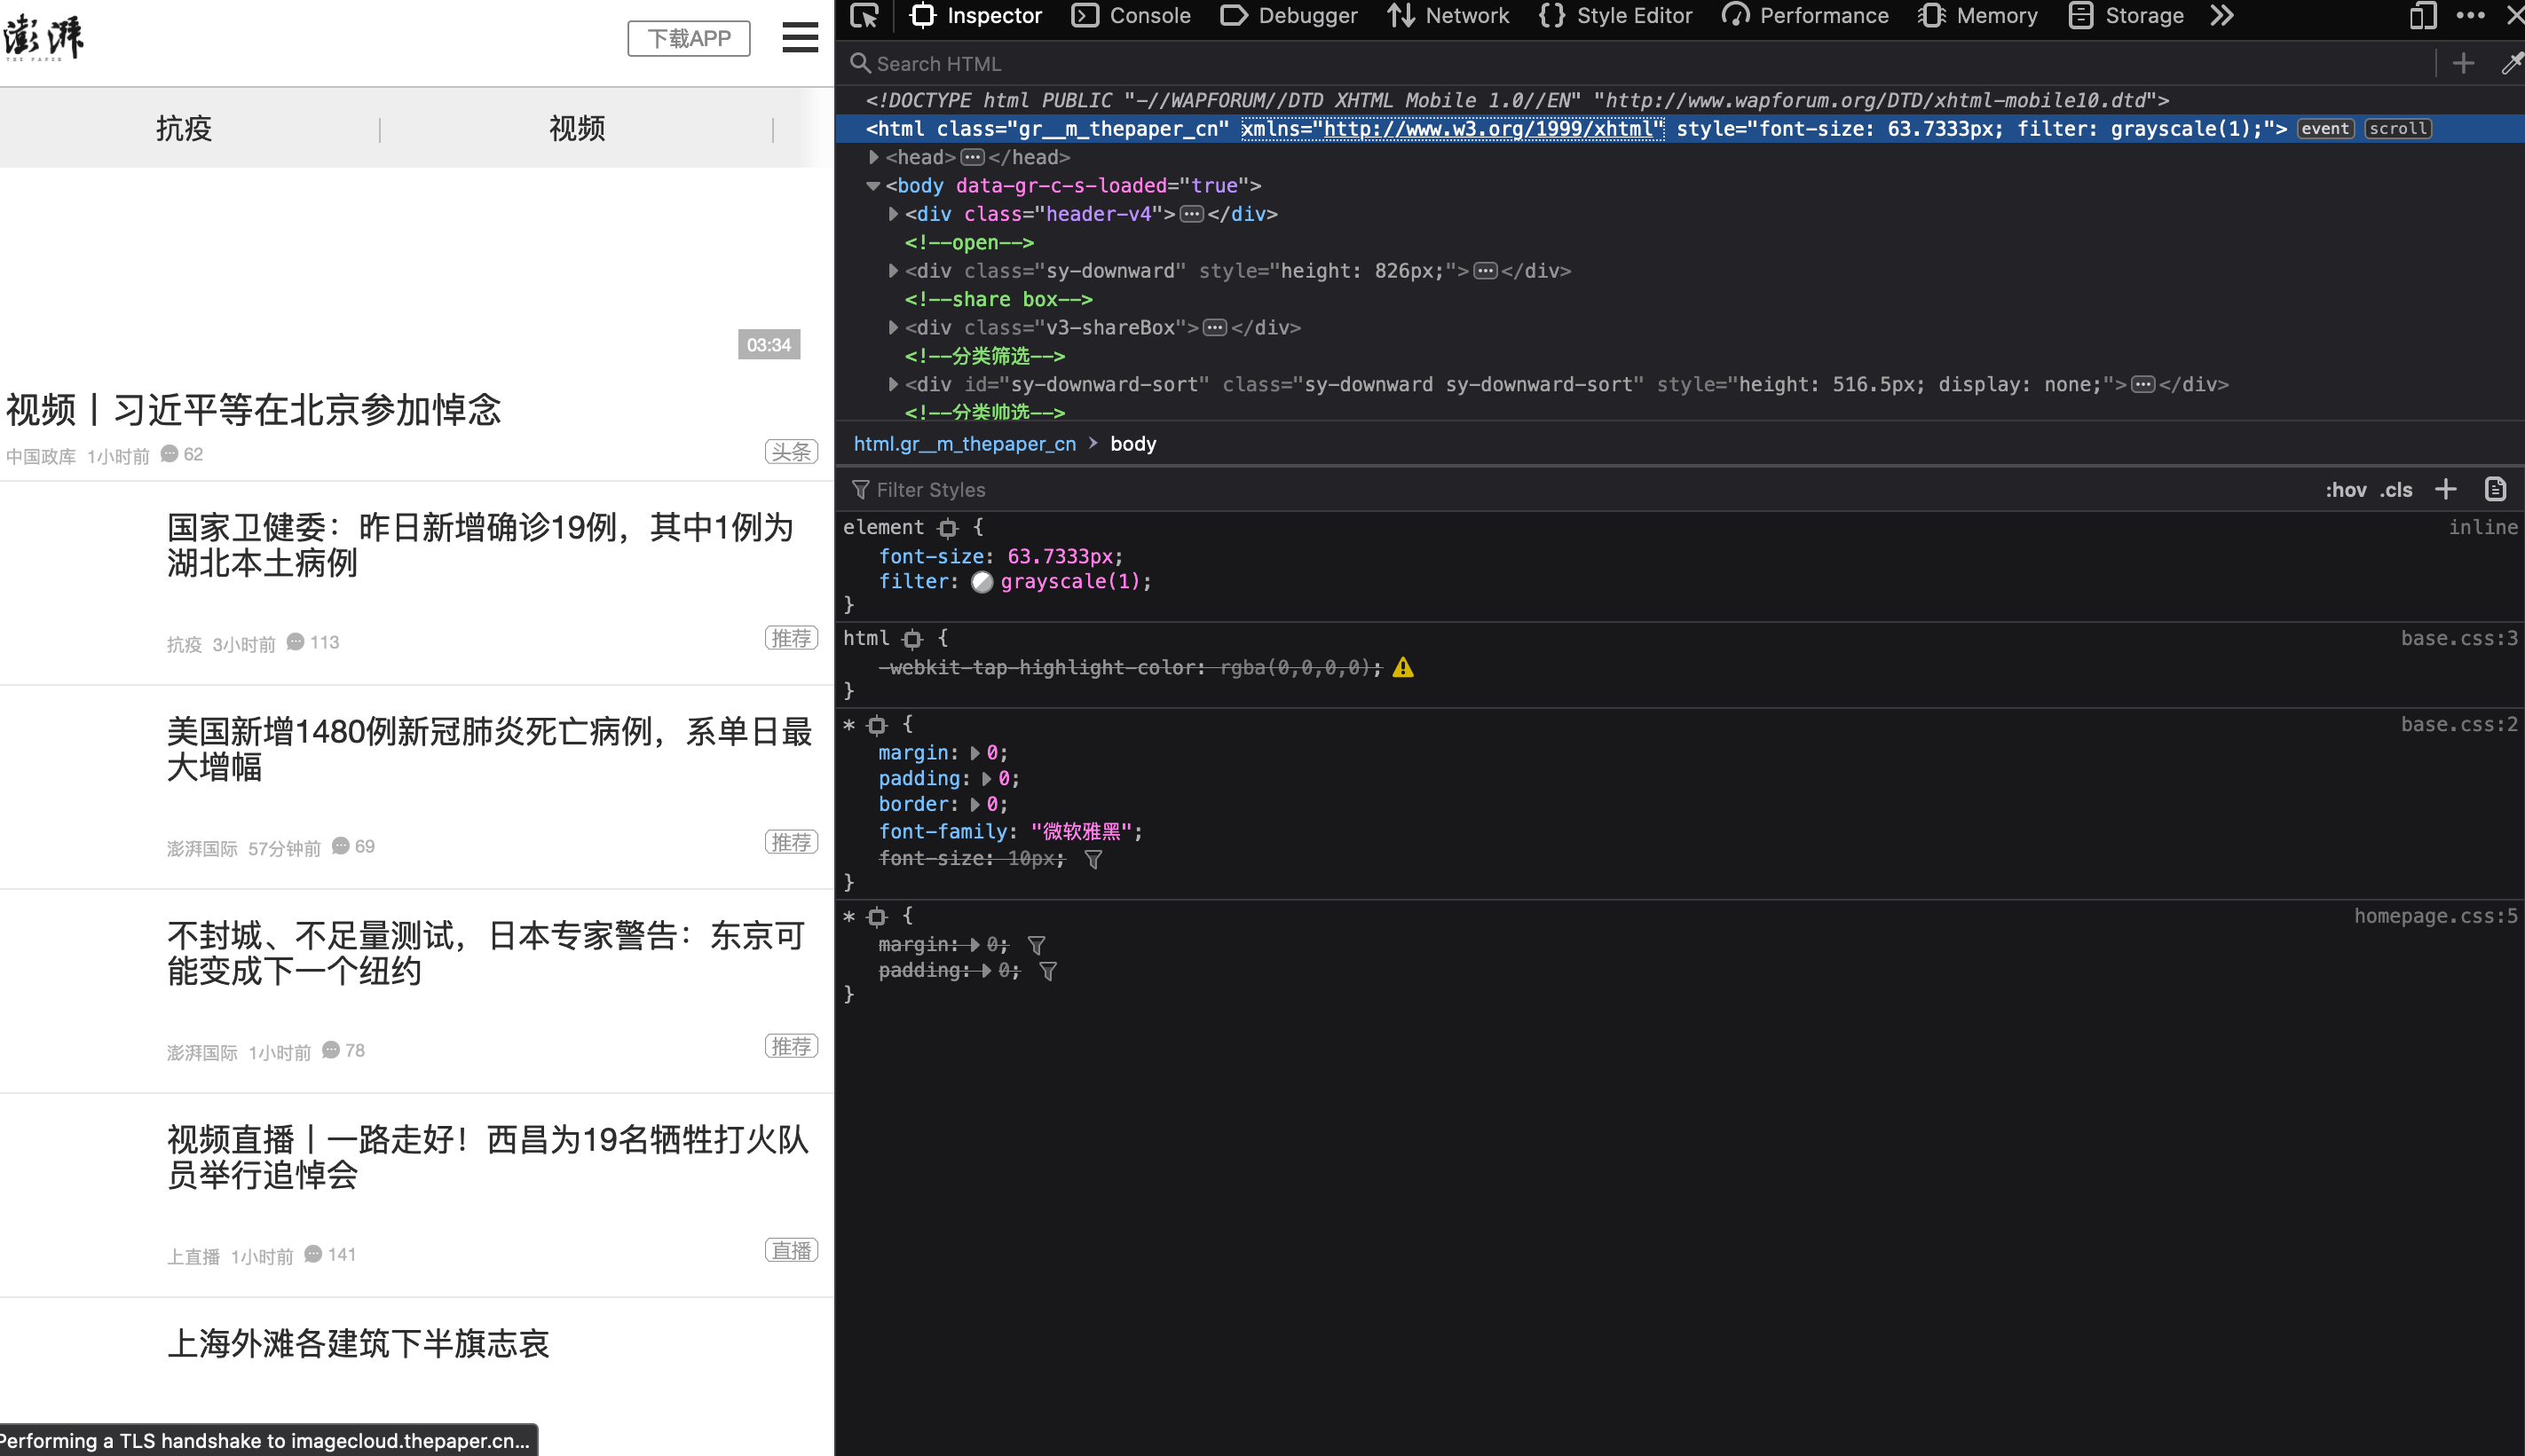 澎湃
THE PAPER
下载APP
抗疫
视频
03:34
视频丨习近平等在北京参加悼念
中国政库 1小时前 62
头条
国家卫健委：昨日新增确诊19例，其中1例为
湖北本土病例
抗疫 3小时前 113
推荐
美国新增1480例新冠肺炎死亡病例，系单日最
大增幅
澎湃国际 57分钟前 69
推荐
不封城、不足量测试，日本专家警告：东京可
能变成下一个纽约
澎湃国际 1小时前 78
推荐
视频直播丨一路走好！西昌为19名牺牲打火队
员举行追悼会
上直播 1小时前 141
直播
上海外滩各建筑下半旗志哀
Performing a TLS handshake to imagecloud.thepaper.cn...
Inspector Console Debugger Network Style Editor Performance Memory Storage
Search HTML
<!DOCTYPE html PUBLIC "-//WAPFORUM//DTD XHTML Mobile 1.0//EN" "http://www.wapforum.org/DTD/xhtml-mobile10.dtd">
<html class="gr__m_thepaper_cn" xmlns="http://www.w3.org/1999/xhtml" style="font-size: 63.7333px; filter: grayscale(1);"> event scroll
<head>...</head>
<body data-gr-c-s-loaded="true">
<div class="header-v4">...</div>
<!--open-->
<div class="sy-downward" style="height: 826px;">...</div>
<!--share box-->
<div class="v3-shareBox">...</div>
<!--分类筛选-->
<div id="sy-downward-sort" class="sy-downward sy-downward-sort" style="height: 516.5px; display: none;">...</div>
<!--分类帅选-->
html.gr__m_thepaper_cn > body
Filter Styles
:hov .cls +
element { inline
font-size: 63.7333px;
filter: grayscale(1);
}
html { base.css:3
-webkit-tap-highlight-color: rgba(0,0,0,0);
}
* { base.css:2
margin: 0;
padding: 0;
border: 0;
font-family: "微软雅黑";
font-size: 10px;
}
* { homepage.css:5
margin: 0;
padding: 0;
}